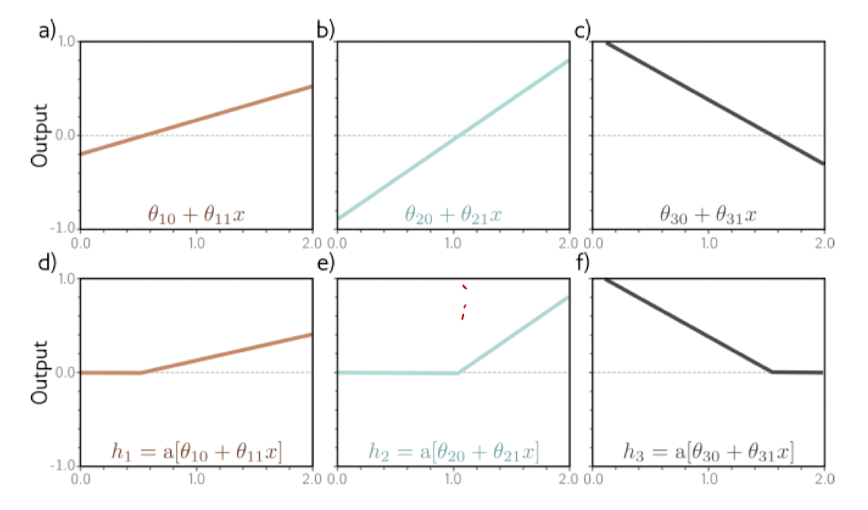 a)
b)
c)
Output
1.0
0.0
-1.0
θ₁₀ + θ₁₁x
θ₂₀ + θ₂₁x
θ₃₀ + θ₃₁x
0.0 1.0 2.0 0.0 1.0 2.0 0.0 1.0 2.0
d)
e)
f)
Output
1.0
0.0
-1.0
h₁ = a[θ₁₀ + θ₁₁x]
h₂ = a[θ₂₀ + θ₂₁x]
h₃ = a[θ₃₀ + θ₃₁x]
0.0 1.0 2.0 0.0 1.0 2.0 0.0 1.0 2.0